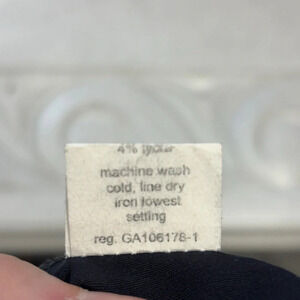 4% lycra
machine wash
cold, line dry
iron lowest
setting
reg. GA106178-1